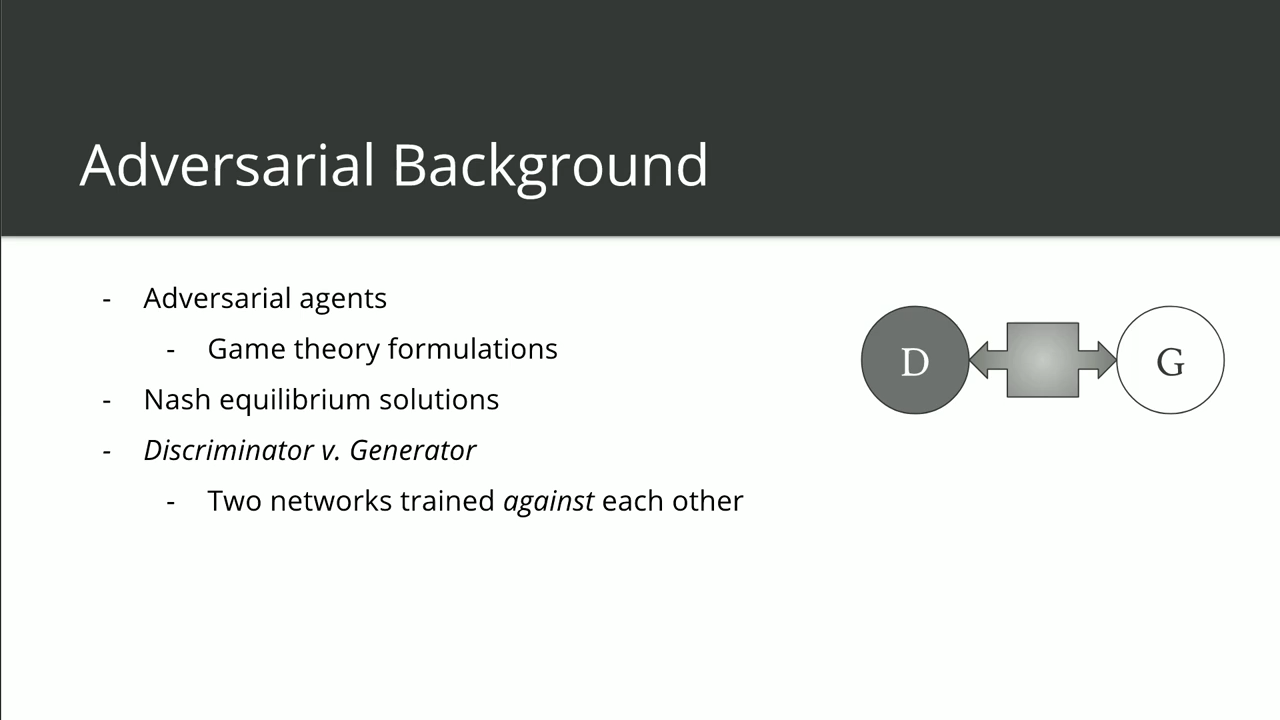 Adversarial Background
- Adversarial agents
- Game theory formulations
- Nash equilibrium solutions
- Discriminator v. Generator
- Two networks trained against each other
D
G